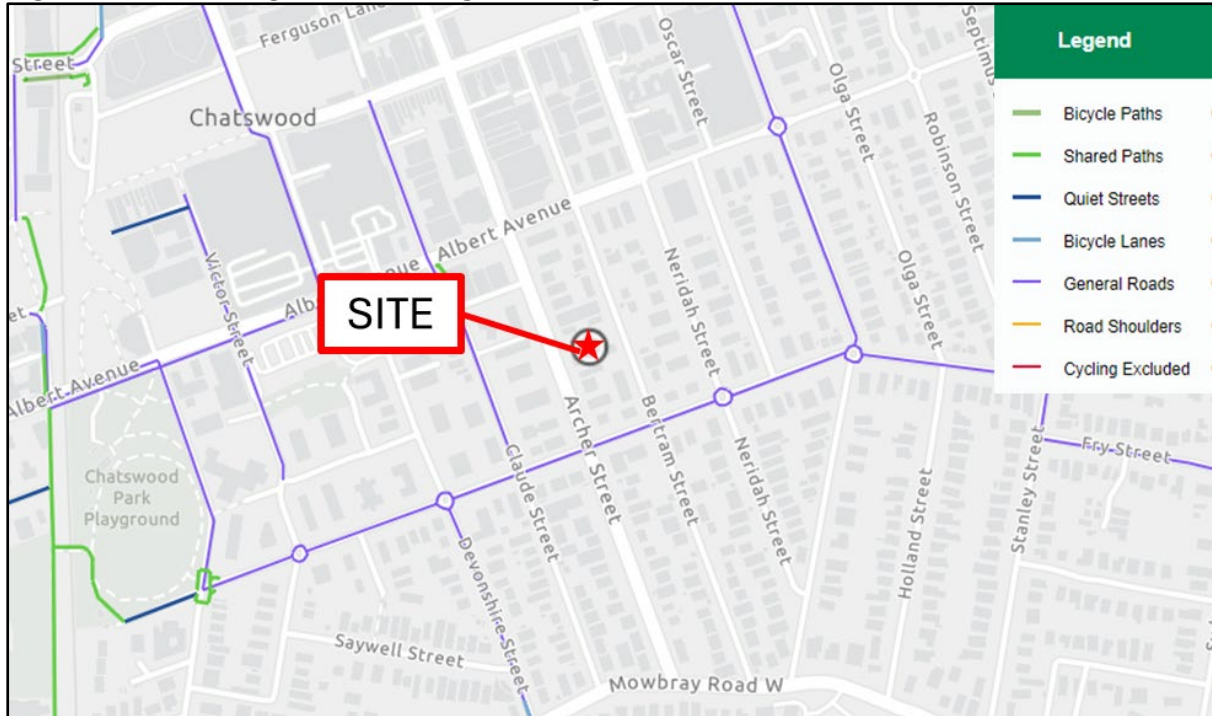 Ferguson Lane
Street
Chatswood
Oscar Street
Olga Street
Septimus
Robinson Street
Legend
Bicycle Paths
Shared Paths
Quiet Streets
Bicycle Lanes
General Roads
Road Shoulders
Cycling Excluded
Albert Avenue
Victor Street
Neridah Street
Olga Street
SITE
Albert Avenue
Archer Street
Bertram Street
Neridah Street
Claude Street
Chatswood
Park
Playground
Devonshire Street
Holland Street
Stanley Street
Fry Street
Saywell Street
Mowbray Road W